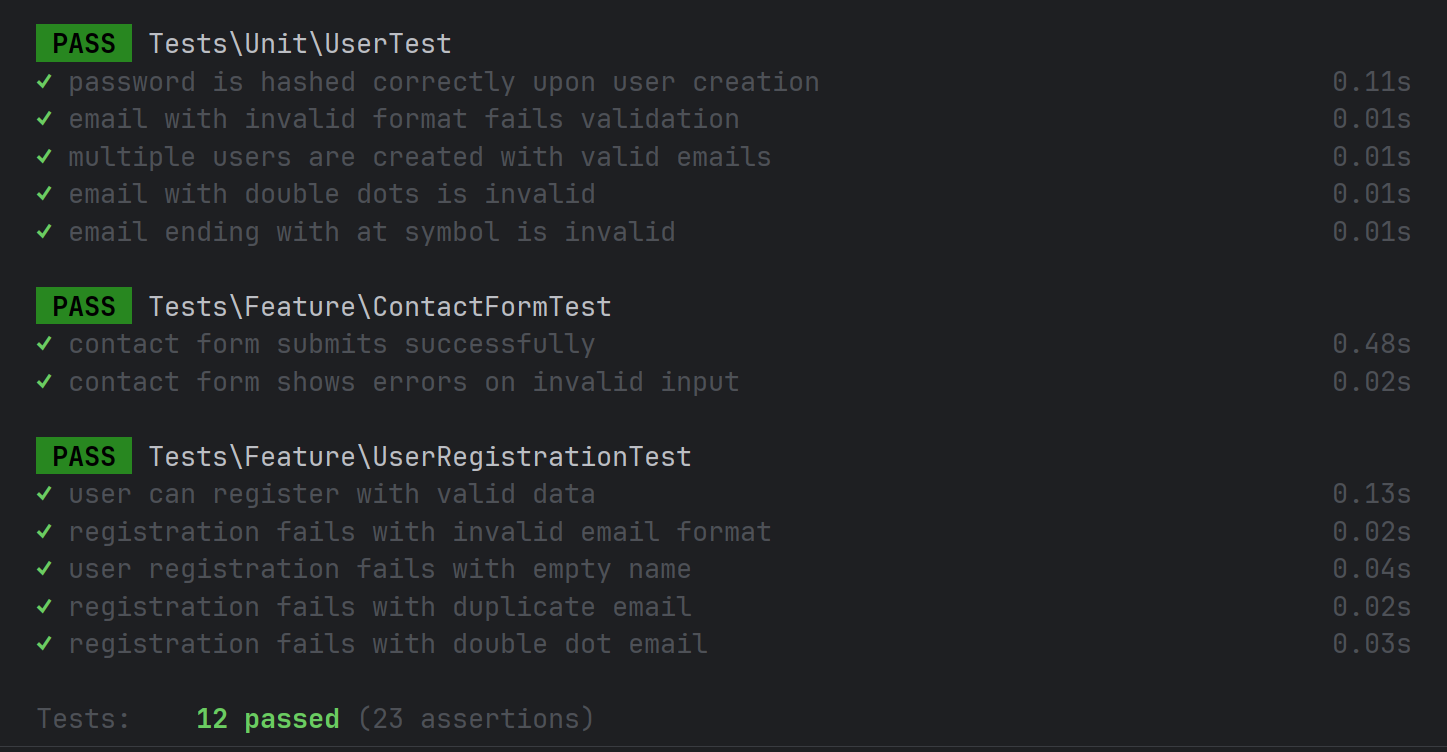 PASS Tests\Unit\UserTest
✓ password is hashed correctly upon user creation 0.11s
✓ email with invalid format fails validation 0.01s
✓ multiple users are created with valid emails 0.01s
✓ email with double dots is invalid 0.01s
✓ email ending with at symbol is invalid 0.01s
PASS Tests\Feature\ContactFormTest
✓ contact form submits successfully 0.48s
✓ contact form shows errors on invalid input 0.02s
PASS Tests\Feature\UserRegistrationTest
✓ user can register with valid data 0.13s
✓ registration fails with invalid email format 0.02s
✓ user registration fails with empty name 0.04s
✓ registration fails with duplicate email 0.02s
✓ registration fails with double dot email 0.03s
Tests: 12 passed (23 assertions)